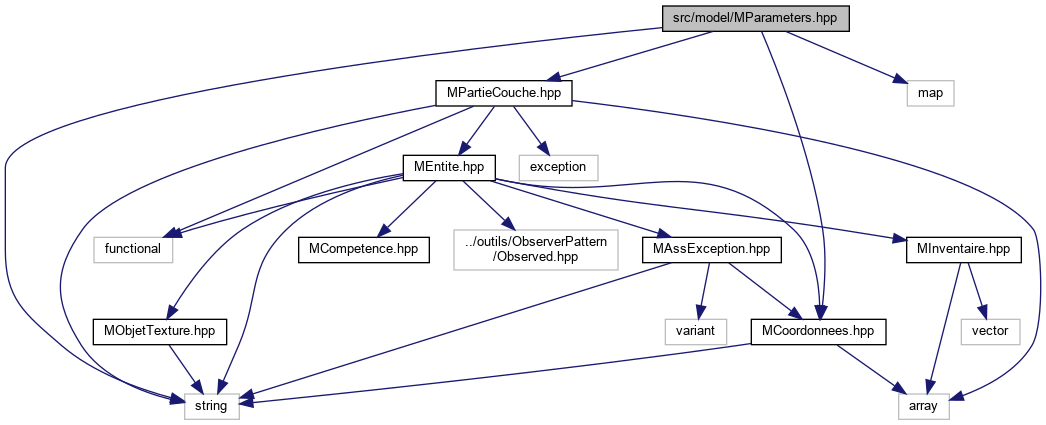 src/model/MParameters.hpp
MPartieCouche.hpp
map
MEntite.hpp
exception
functional
MCompetence.hpp
../outils/ObserverPattern
/Observed.hpp
MAssException.hpp
MInventaire.hpp
MObjetTexture.hpp
variant
MCoordonnees.hpp
vector
string
array